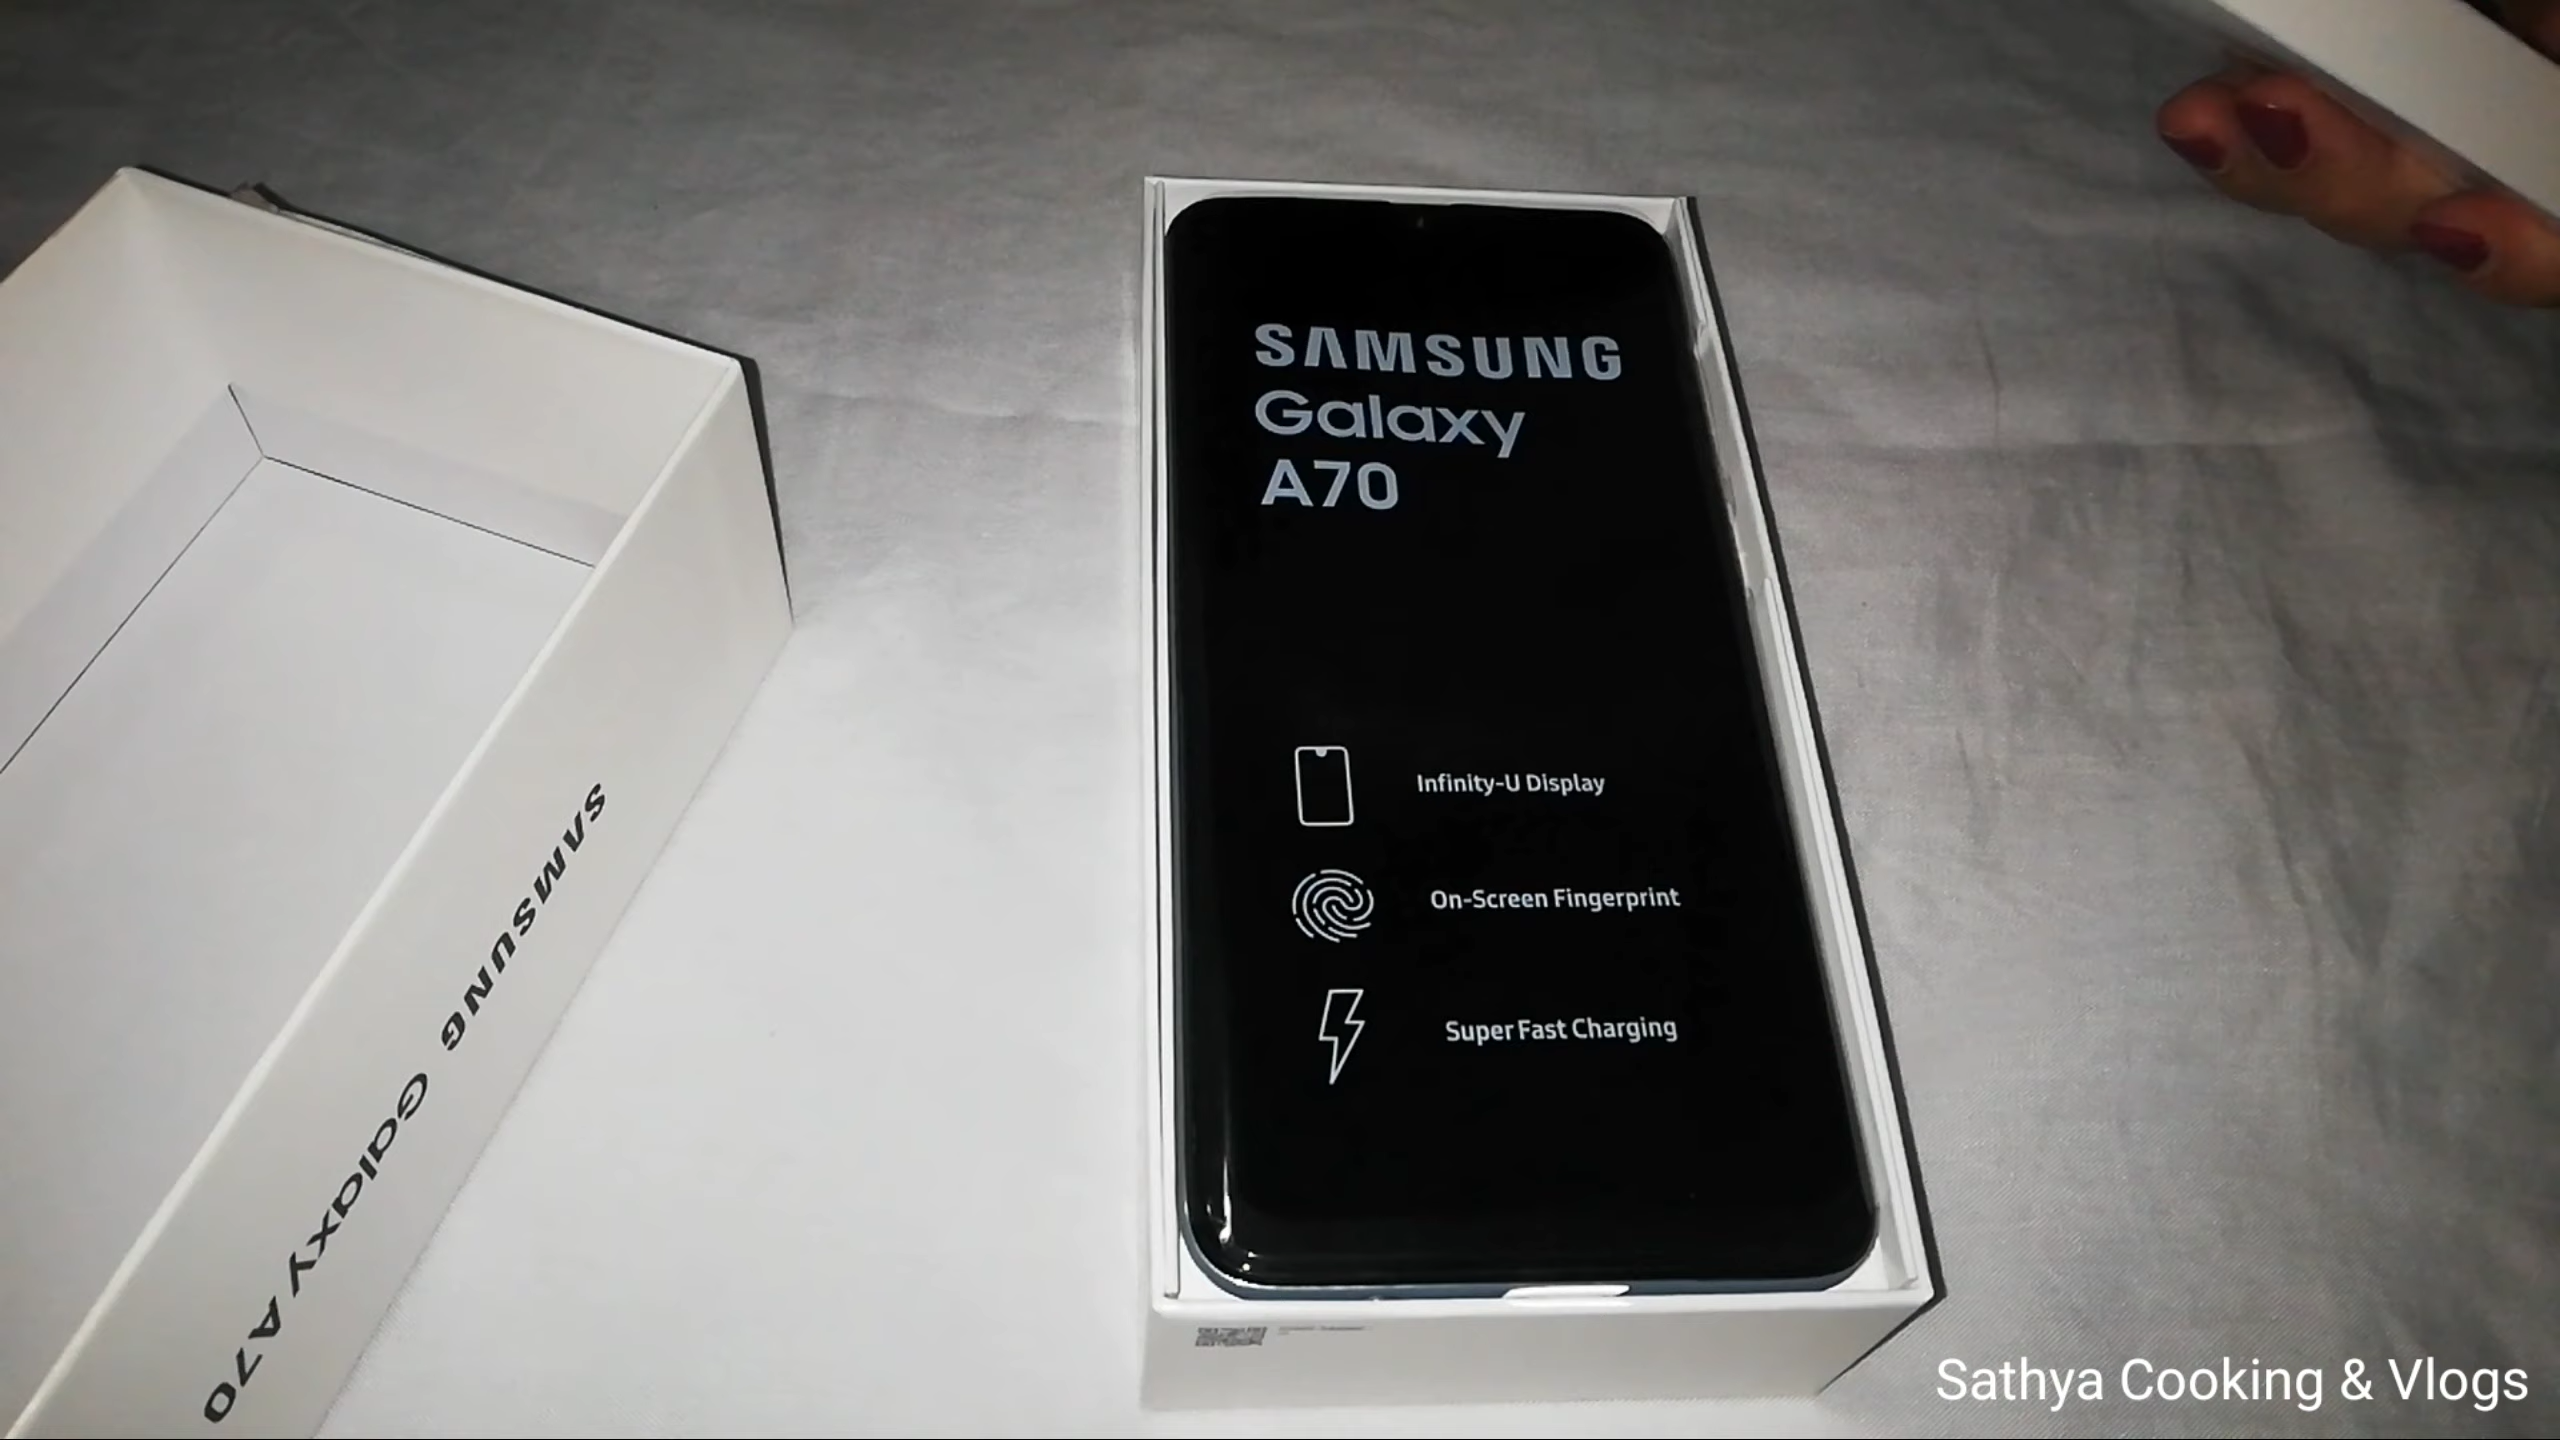 SAMSUNG
Galaxy
A70
Infinity-U Display
On-Screen Fingerprint
Super Fast Charging
SAMSUNG Galaxy A70
Sathya Cooking & Vlogs